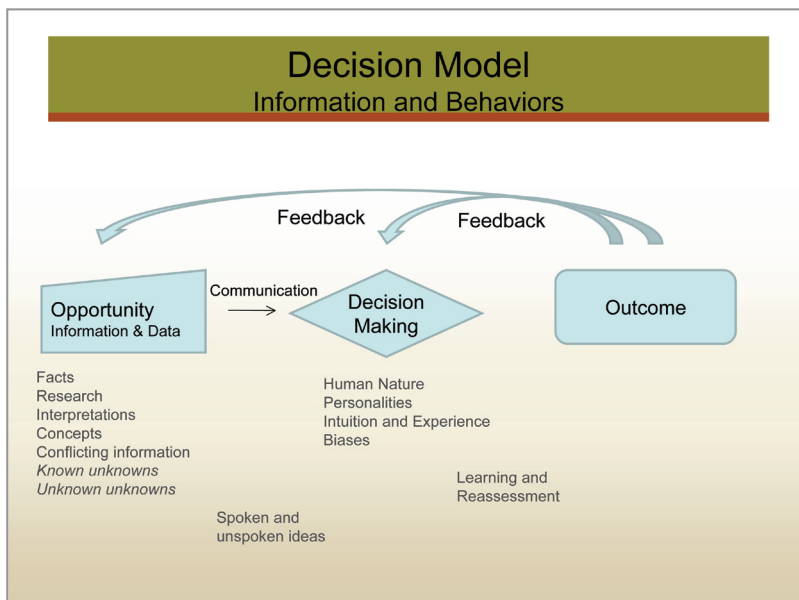 Decision Model
Information and Behaviors
Feedback
Feedback
Opportunity
Information & Data
Communication
Decision
Making
Outcome
Facts
Research
Interpretations
Concepts
Conflicting information
Known unknowns
Unknown unknowns
Human Nature
Personalities
Intuition and Experience
Biases
Learning and
Reassessment
Spoken and
unspoken ideas